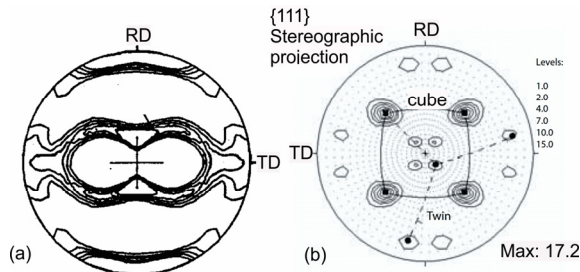 RD
TD
(a)
{111}
Stereographic
projection
RD
TD
cube
Twin
(b)
Levels:
1.0
2.0
4.0
7.0
10.0
15.0
Max: 17.2